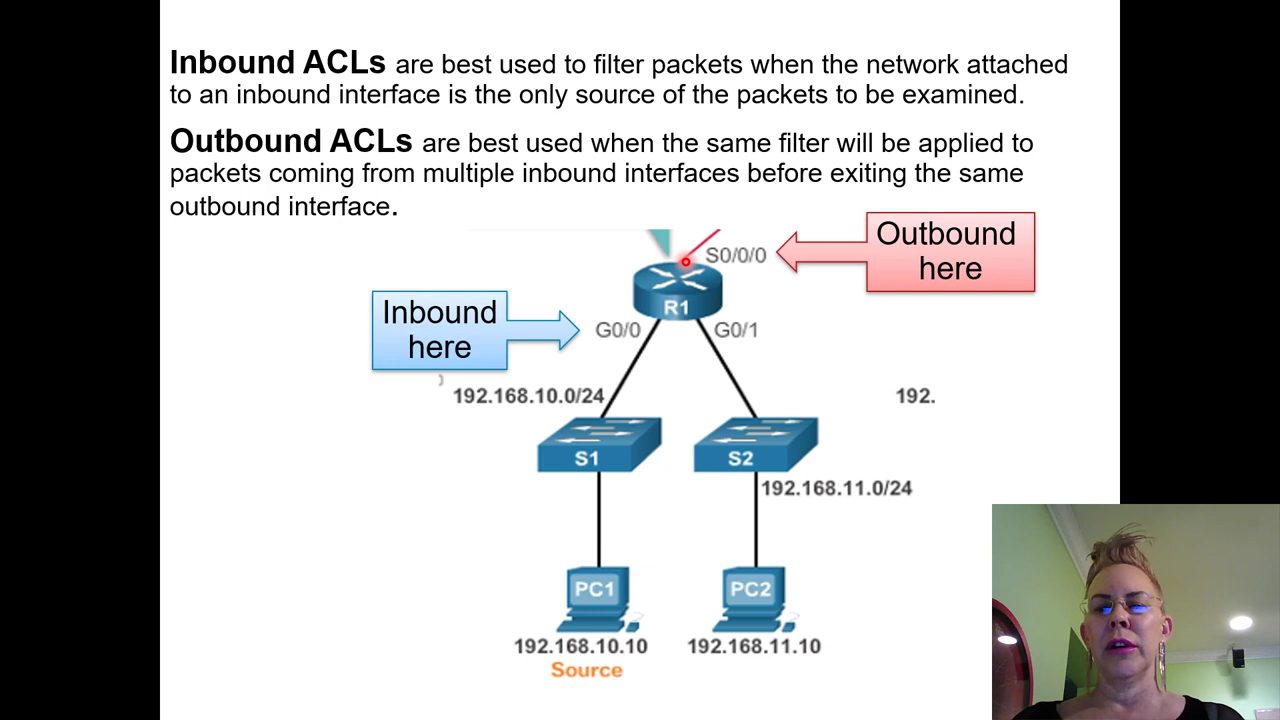 Inbound ACLs are best used to filter packets when the network attached
to an inbound interface is the only source of the packets to be examined.
Outbound ACLs are best used when the same filter will be applied to
packets coming from multiple inbound interfaces before exiting the same
outbound interface.
Outbound
here
S0/0/0
R1
Inbound
here
G0/0
G0/1
192.168.10.0/24
192.
S1
S2
192.168.11.0/24
PC1
PC2
192.168.10.10
192.168.11.10
Source